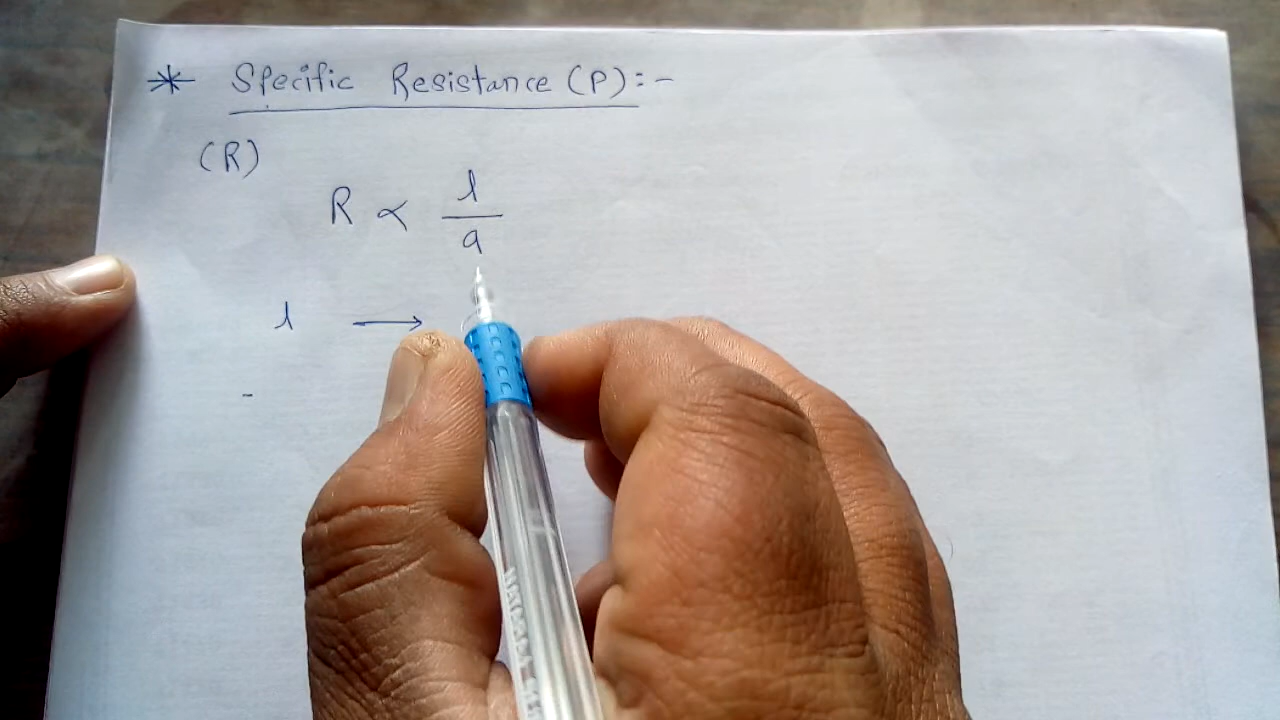 * Specific Resistance (P):-
(R)
R ∝ l/a
l →
-